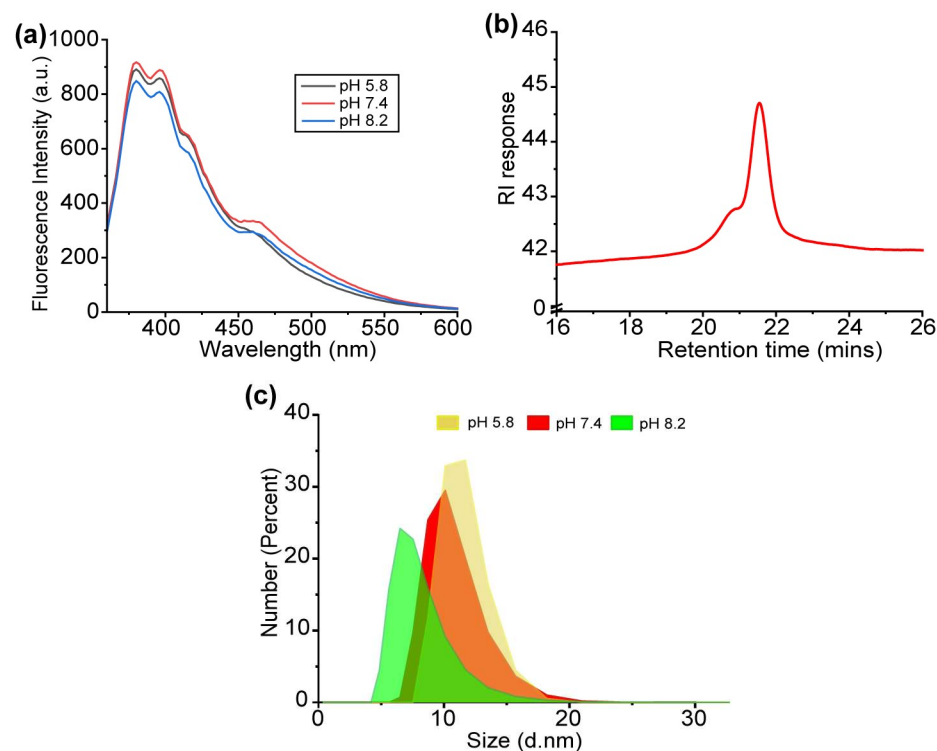 (a)
1000
800
600
400
200
0
Fluorescence Intensity (a.u.)
pH 5.8
pH 7.4
pH 8.2
400 450 500 550 600
Wavelength (nm)
(b)
46
45
44
43
42
0
RI response
16 18 20 22 24 26
Retention time (mins)
(c)
40
30
20
10
0
Number (Percent)
pH 5.8 pH 7.4 pH 8.2
0 10 20 30
Size (d.nm)